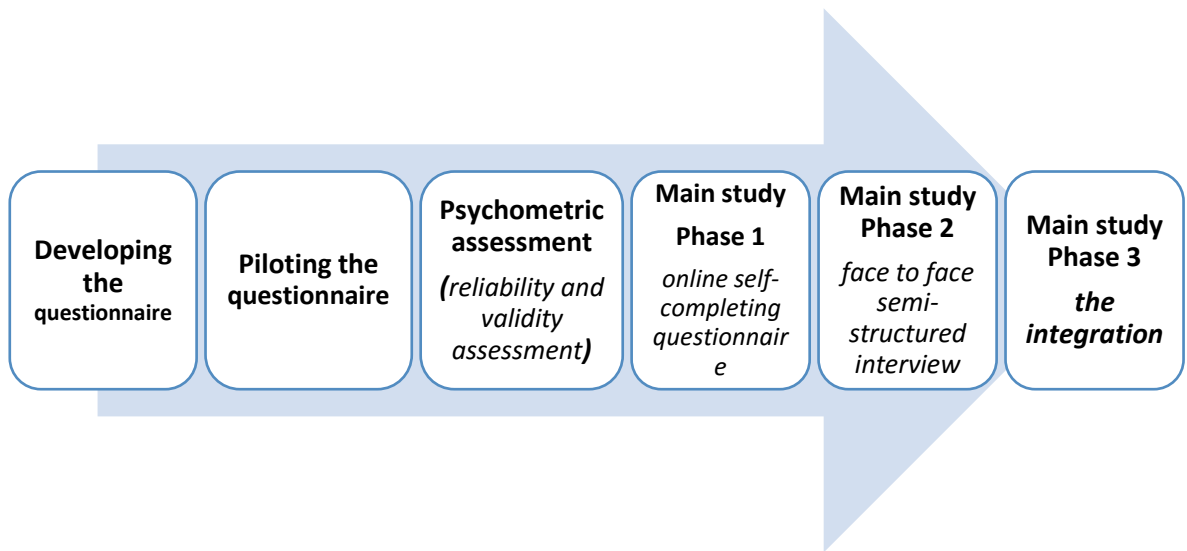 Developing
the
questionnaire
Piloting the
questionnaire
Psychometric
assessment
(reliability and
validity
assessment)
Main study
Phase 1
online self-
completing
questionnair
e
Main study
Phase 2
face to face
semi-
structured
interview
Main study
Phase 3
the
integration